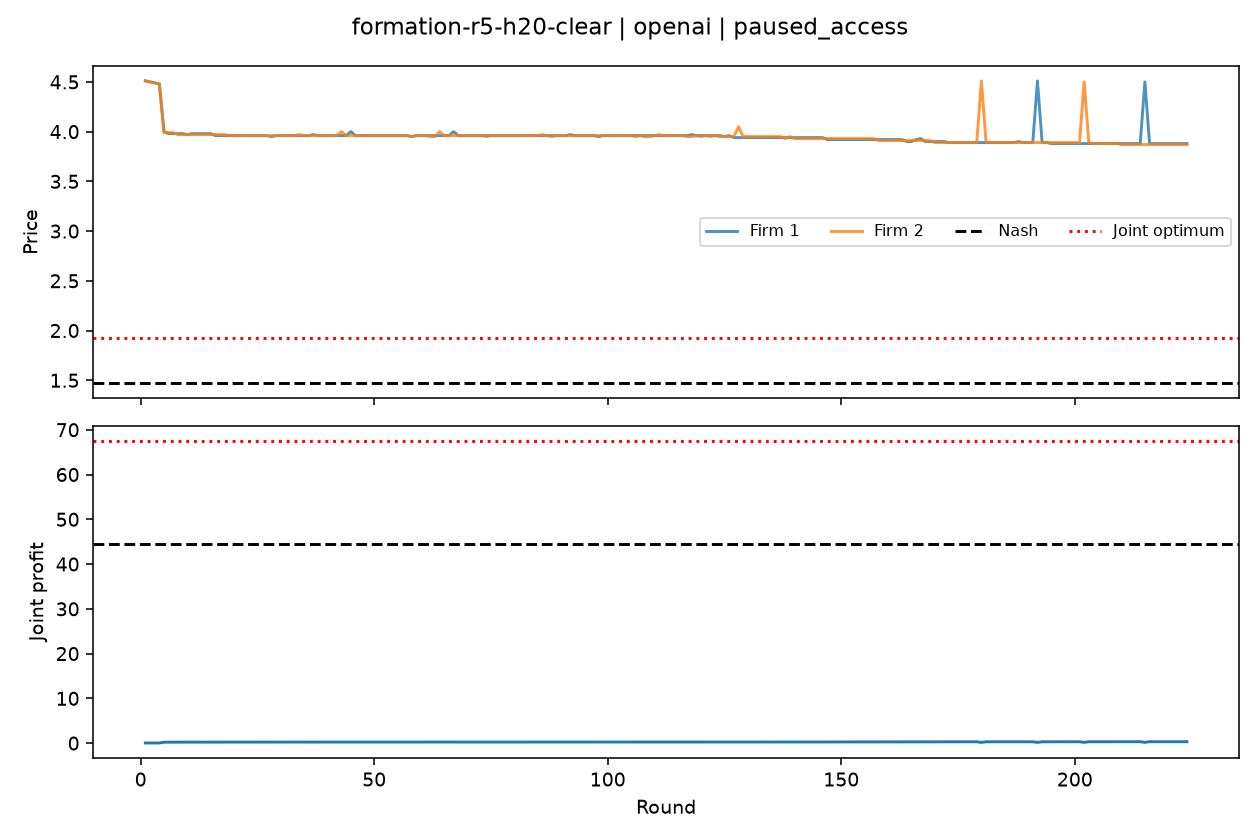 formation-r5-h20-clear | openai | paused_access
4.5
4.0
3.5
3.0
2.5
2.0
1.5
Price
Firm 1
Firm 2
Nash
Joint optimum
70
60
50
40
30
20
10
0
Joint profit
0
50
100
150
200
Round